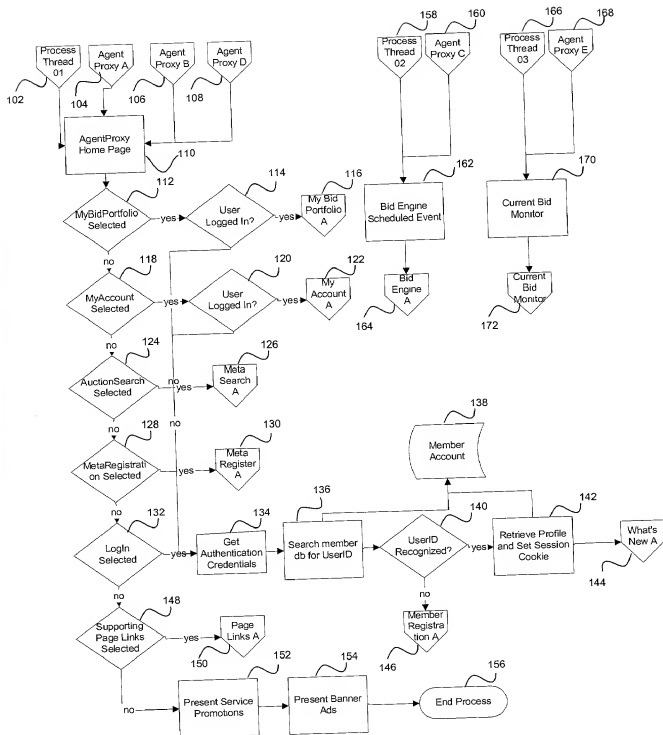 158
160
166
168
Process
Thread
01
Agent
Proxy A
Agent
Proxy B
Agent
Proxy D
Process
Thread
02
Agent
Proxy C
Process
Thread
03
Agent
Proxy E
102
104
106
108
AgentProxy
Home Page
110
112
114
116
162
170
MyBidPortfolio
Selected
yes
User
Logged In?
yes
My Bid
Portfolio
A
Bid Engine
Scheduled Event
Current Bid
Monitor
no
118
120
122
MyAccount
Selected
yes
User
Logged In?
yes
My
Account A
Bid
Engine
A
164
Current
Bid
Monitor
172
no
124
126
AuctionSearch
Selected
no
yes
Meta
Search
A
no
no
128
130
138
MetaRegistrati
on Selected
yes
Meta
Register
A
Member
Account
no
132
134
136
140
142
LogIn
Selected
yes
Get
Authentication
Credentials
Search member
db for UserID
UserID
Recognized?
yes
Retrieve Profile
and Set Session
Cookie
What's
New A
144
no
148
no
Supporting
Page Links
Selected
yes
Page
Links A
150
Member
Registra
tion A
146
152
154
156
no
Present Service
Promotions
Present Banner
Ads
End Process